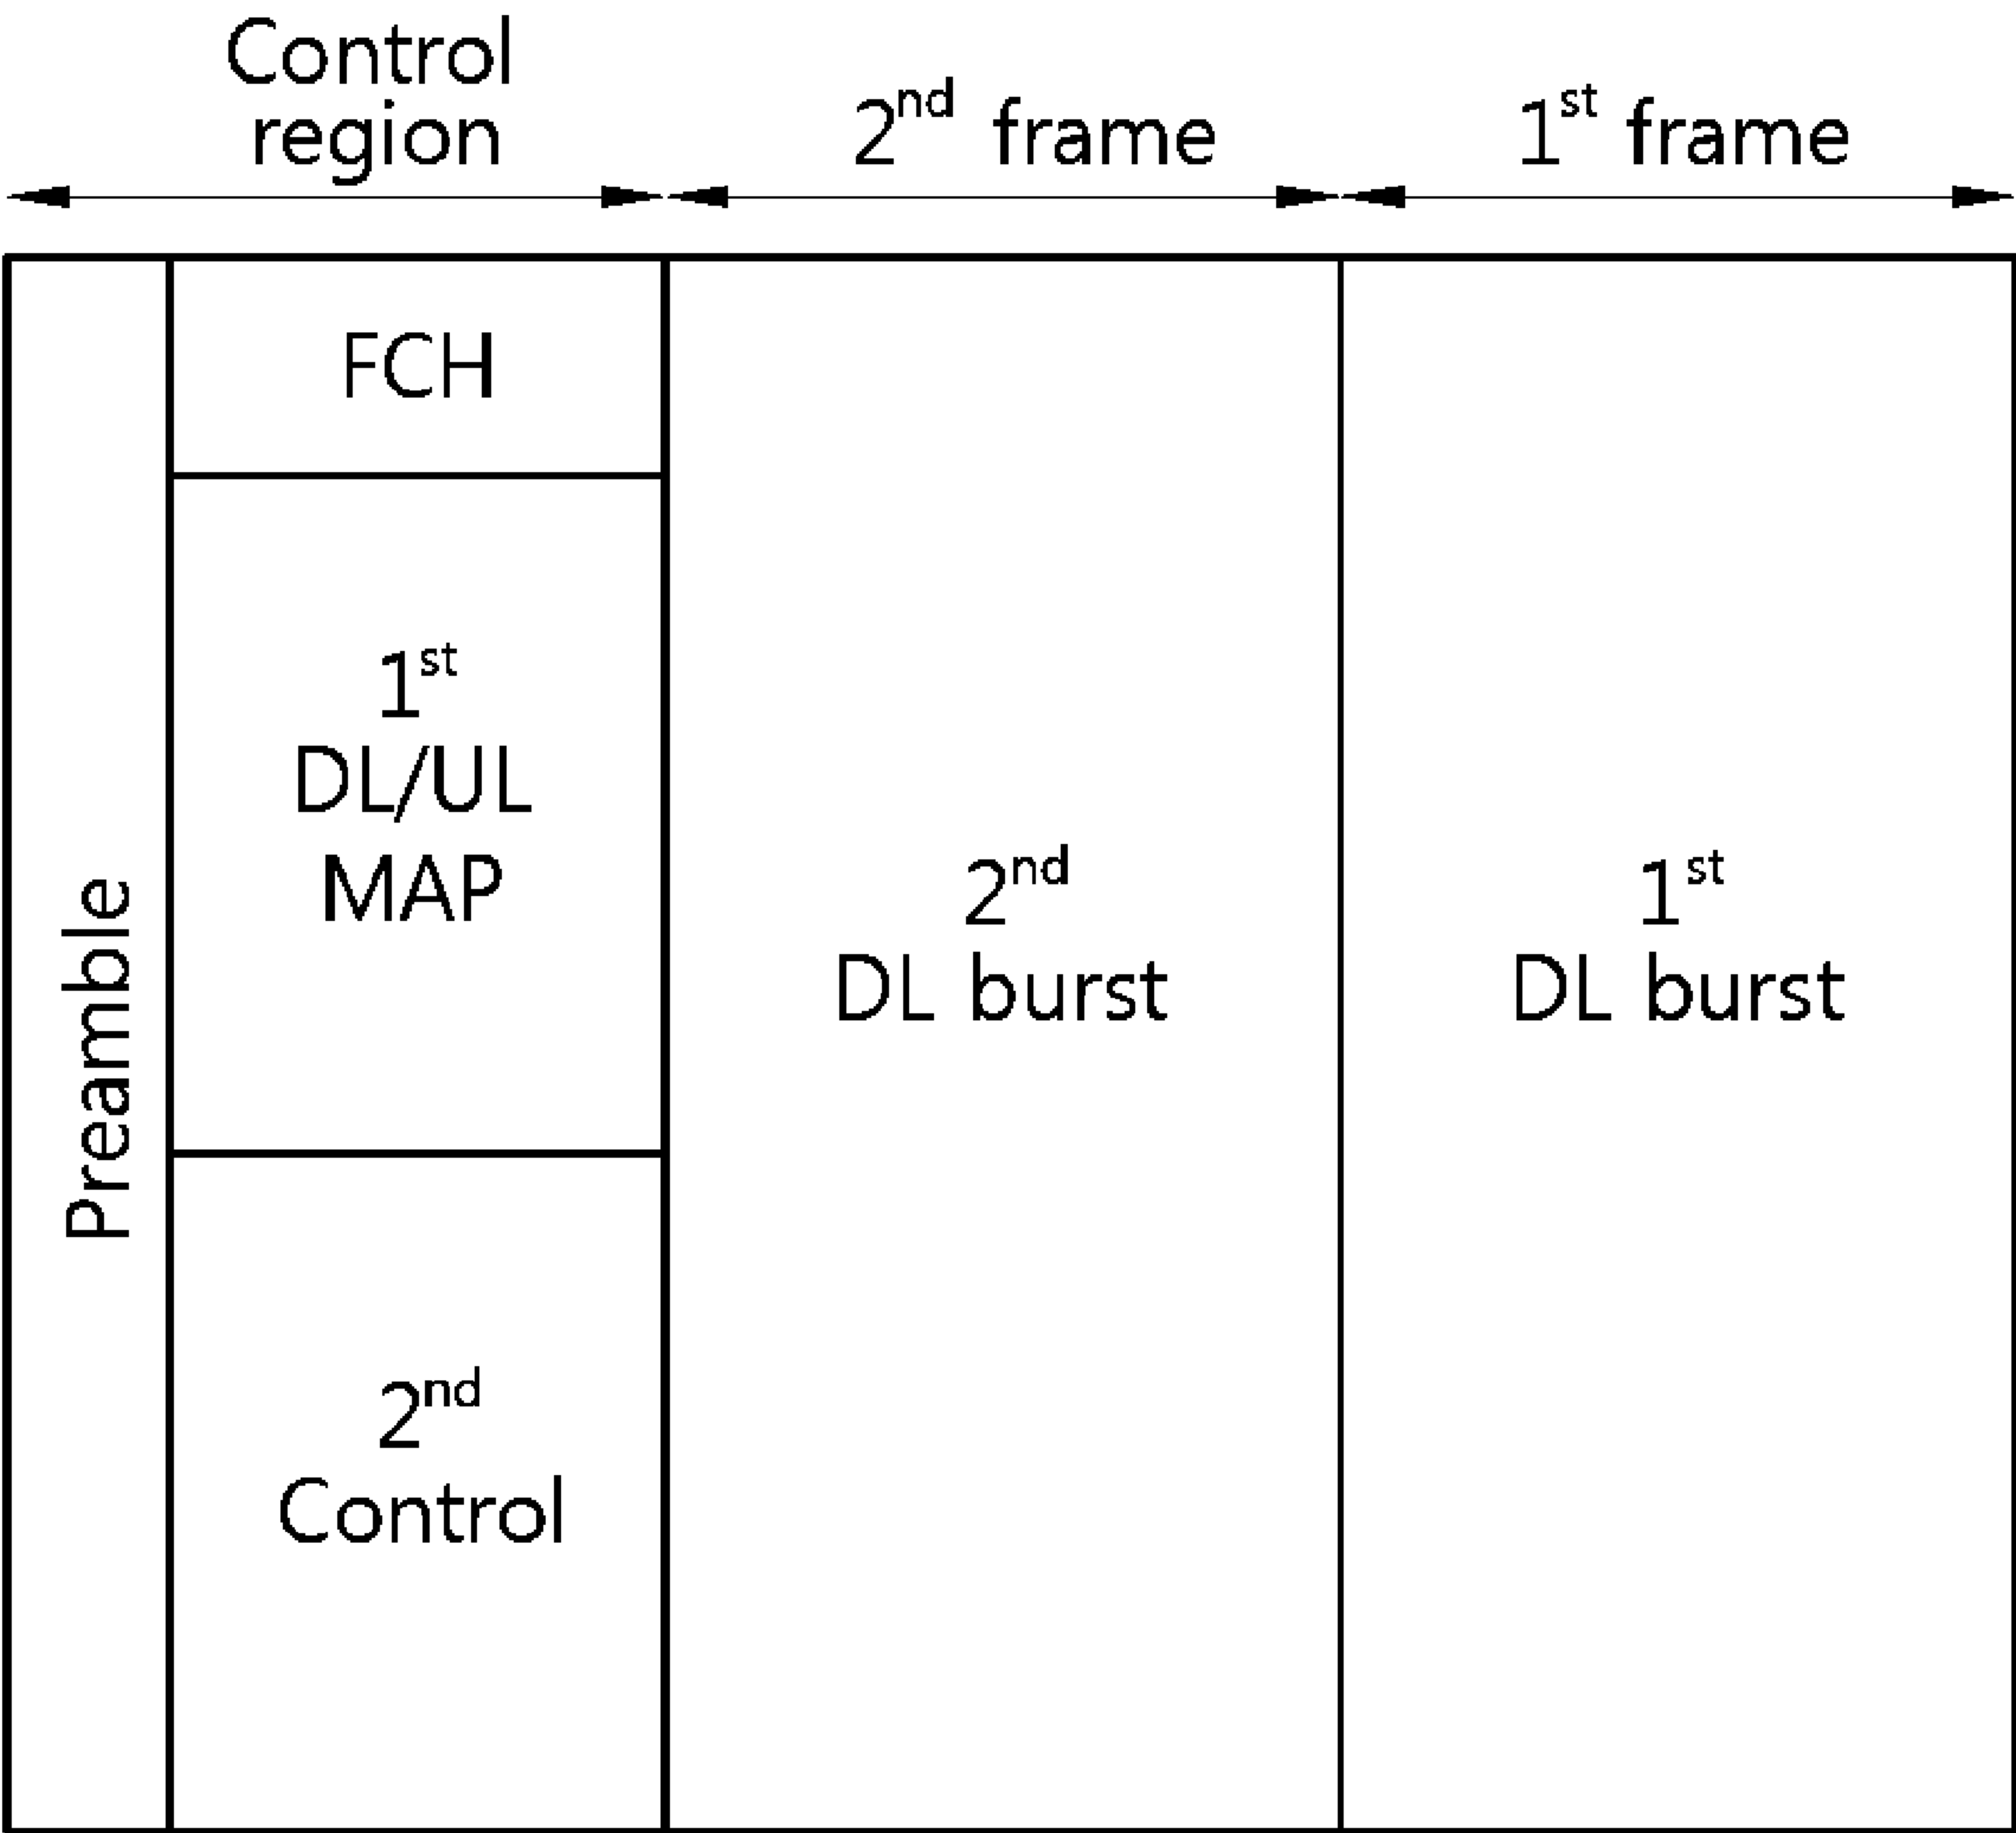 Control
region
2nd frame
1st frame
Preamble
FCH
1st
DL/UL
MAP
2nd
Control
2nd
DL burst
1st
DL burst